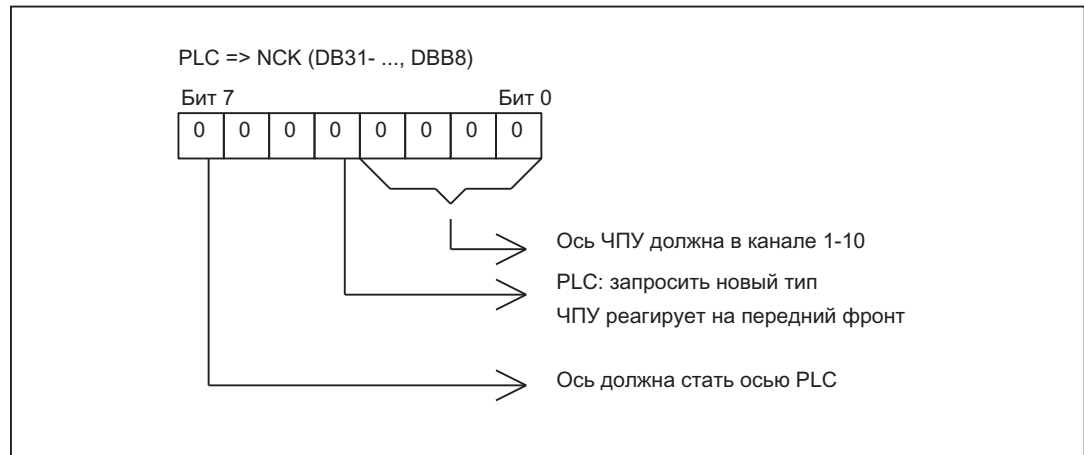 PLC => NCK (DB31- ..., DBB8)
Бит 7 Бит 0
0 0 0 0 0 0 0 0
Ось ЧПУ должна в канале 1-10
PLC: запросить новый тип
ЧПУ реагирует на передний фронт
Ось должна стать осью PLC